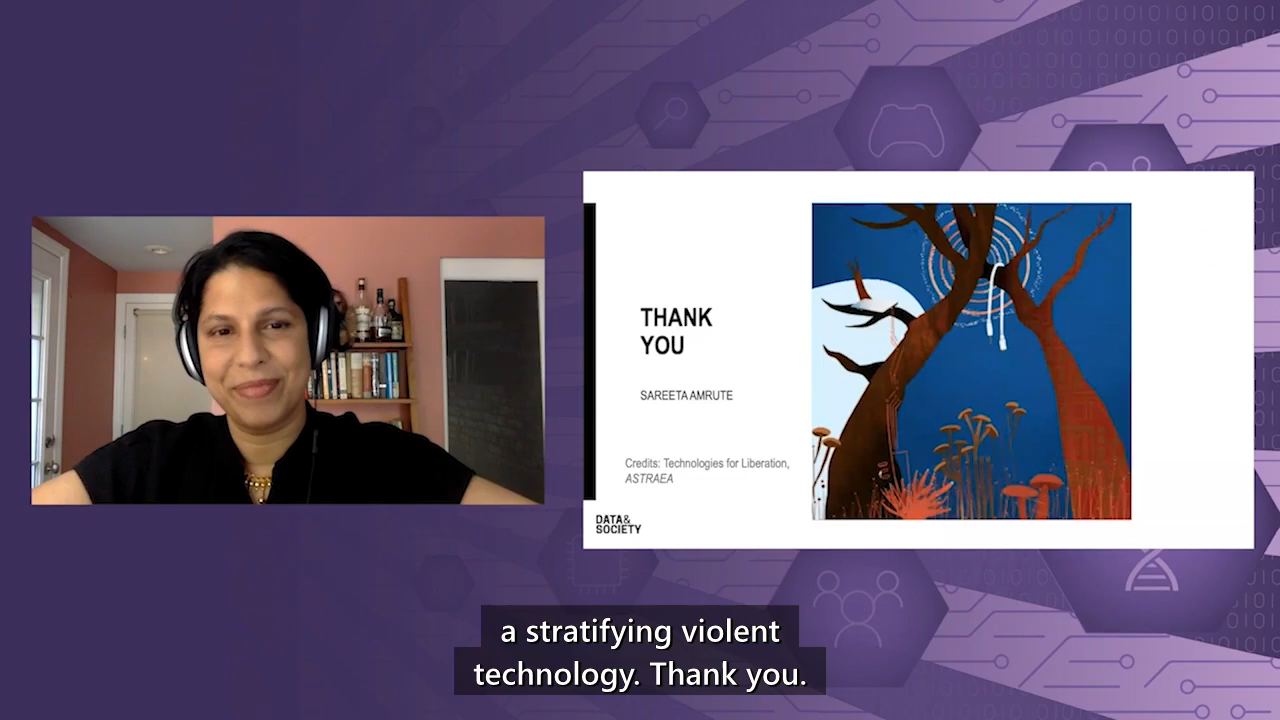 THANK
YOU
SAREETA AMRUTE
Credits: Technologies for Liberation,
ASTRAEA
DATA&
SOCIETY
a stratifying violent
technology. Thank you.